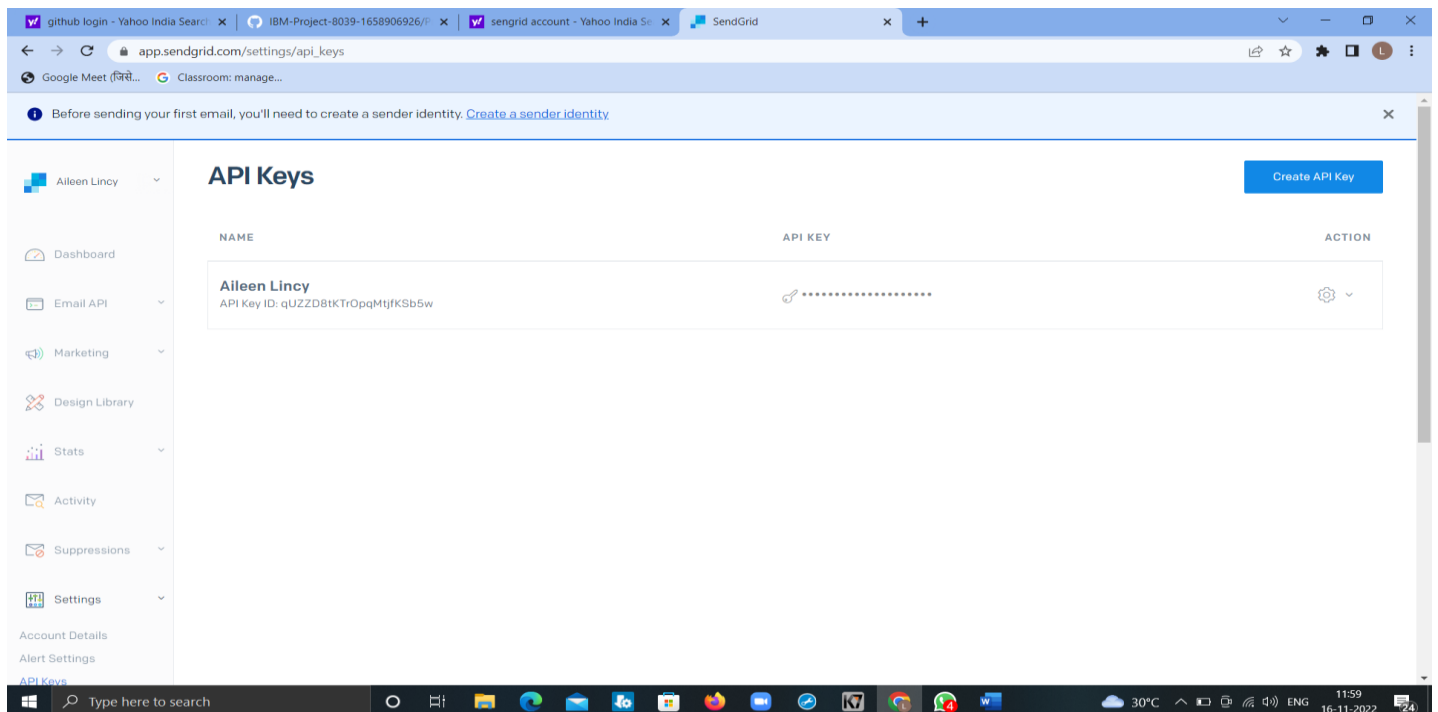 github login - Yahoo India Search
IBM-Project-8039-1658906926/P
sengrid account - Yahoo India Se
SendGrid
app.sendgrid.com/settings/api_keys
L
Google Meet (जिसे...
Classroom: manage...
Before sending your first email, you'll need to create a sender identity. Create a sender identity
Aileen Lincy
API Keys
Create API Key
NAME
API KEY
ACTION
Dashboard
Aileen Lincy
API Key ID: qUZZD8tKTrOpqMtjfKSb5w
••••••••••••••••••••
Email API
Marketing
Design Library
Stats
Activity
Suppressions
Settings
Account Details
Alert Settings
API Keys
Type here to search
4
30°C
ENG
11:59
16-11-2022
24